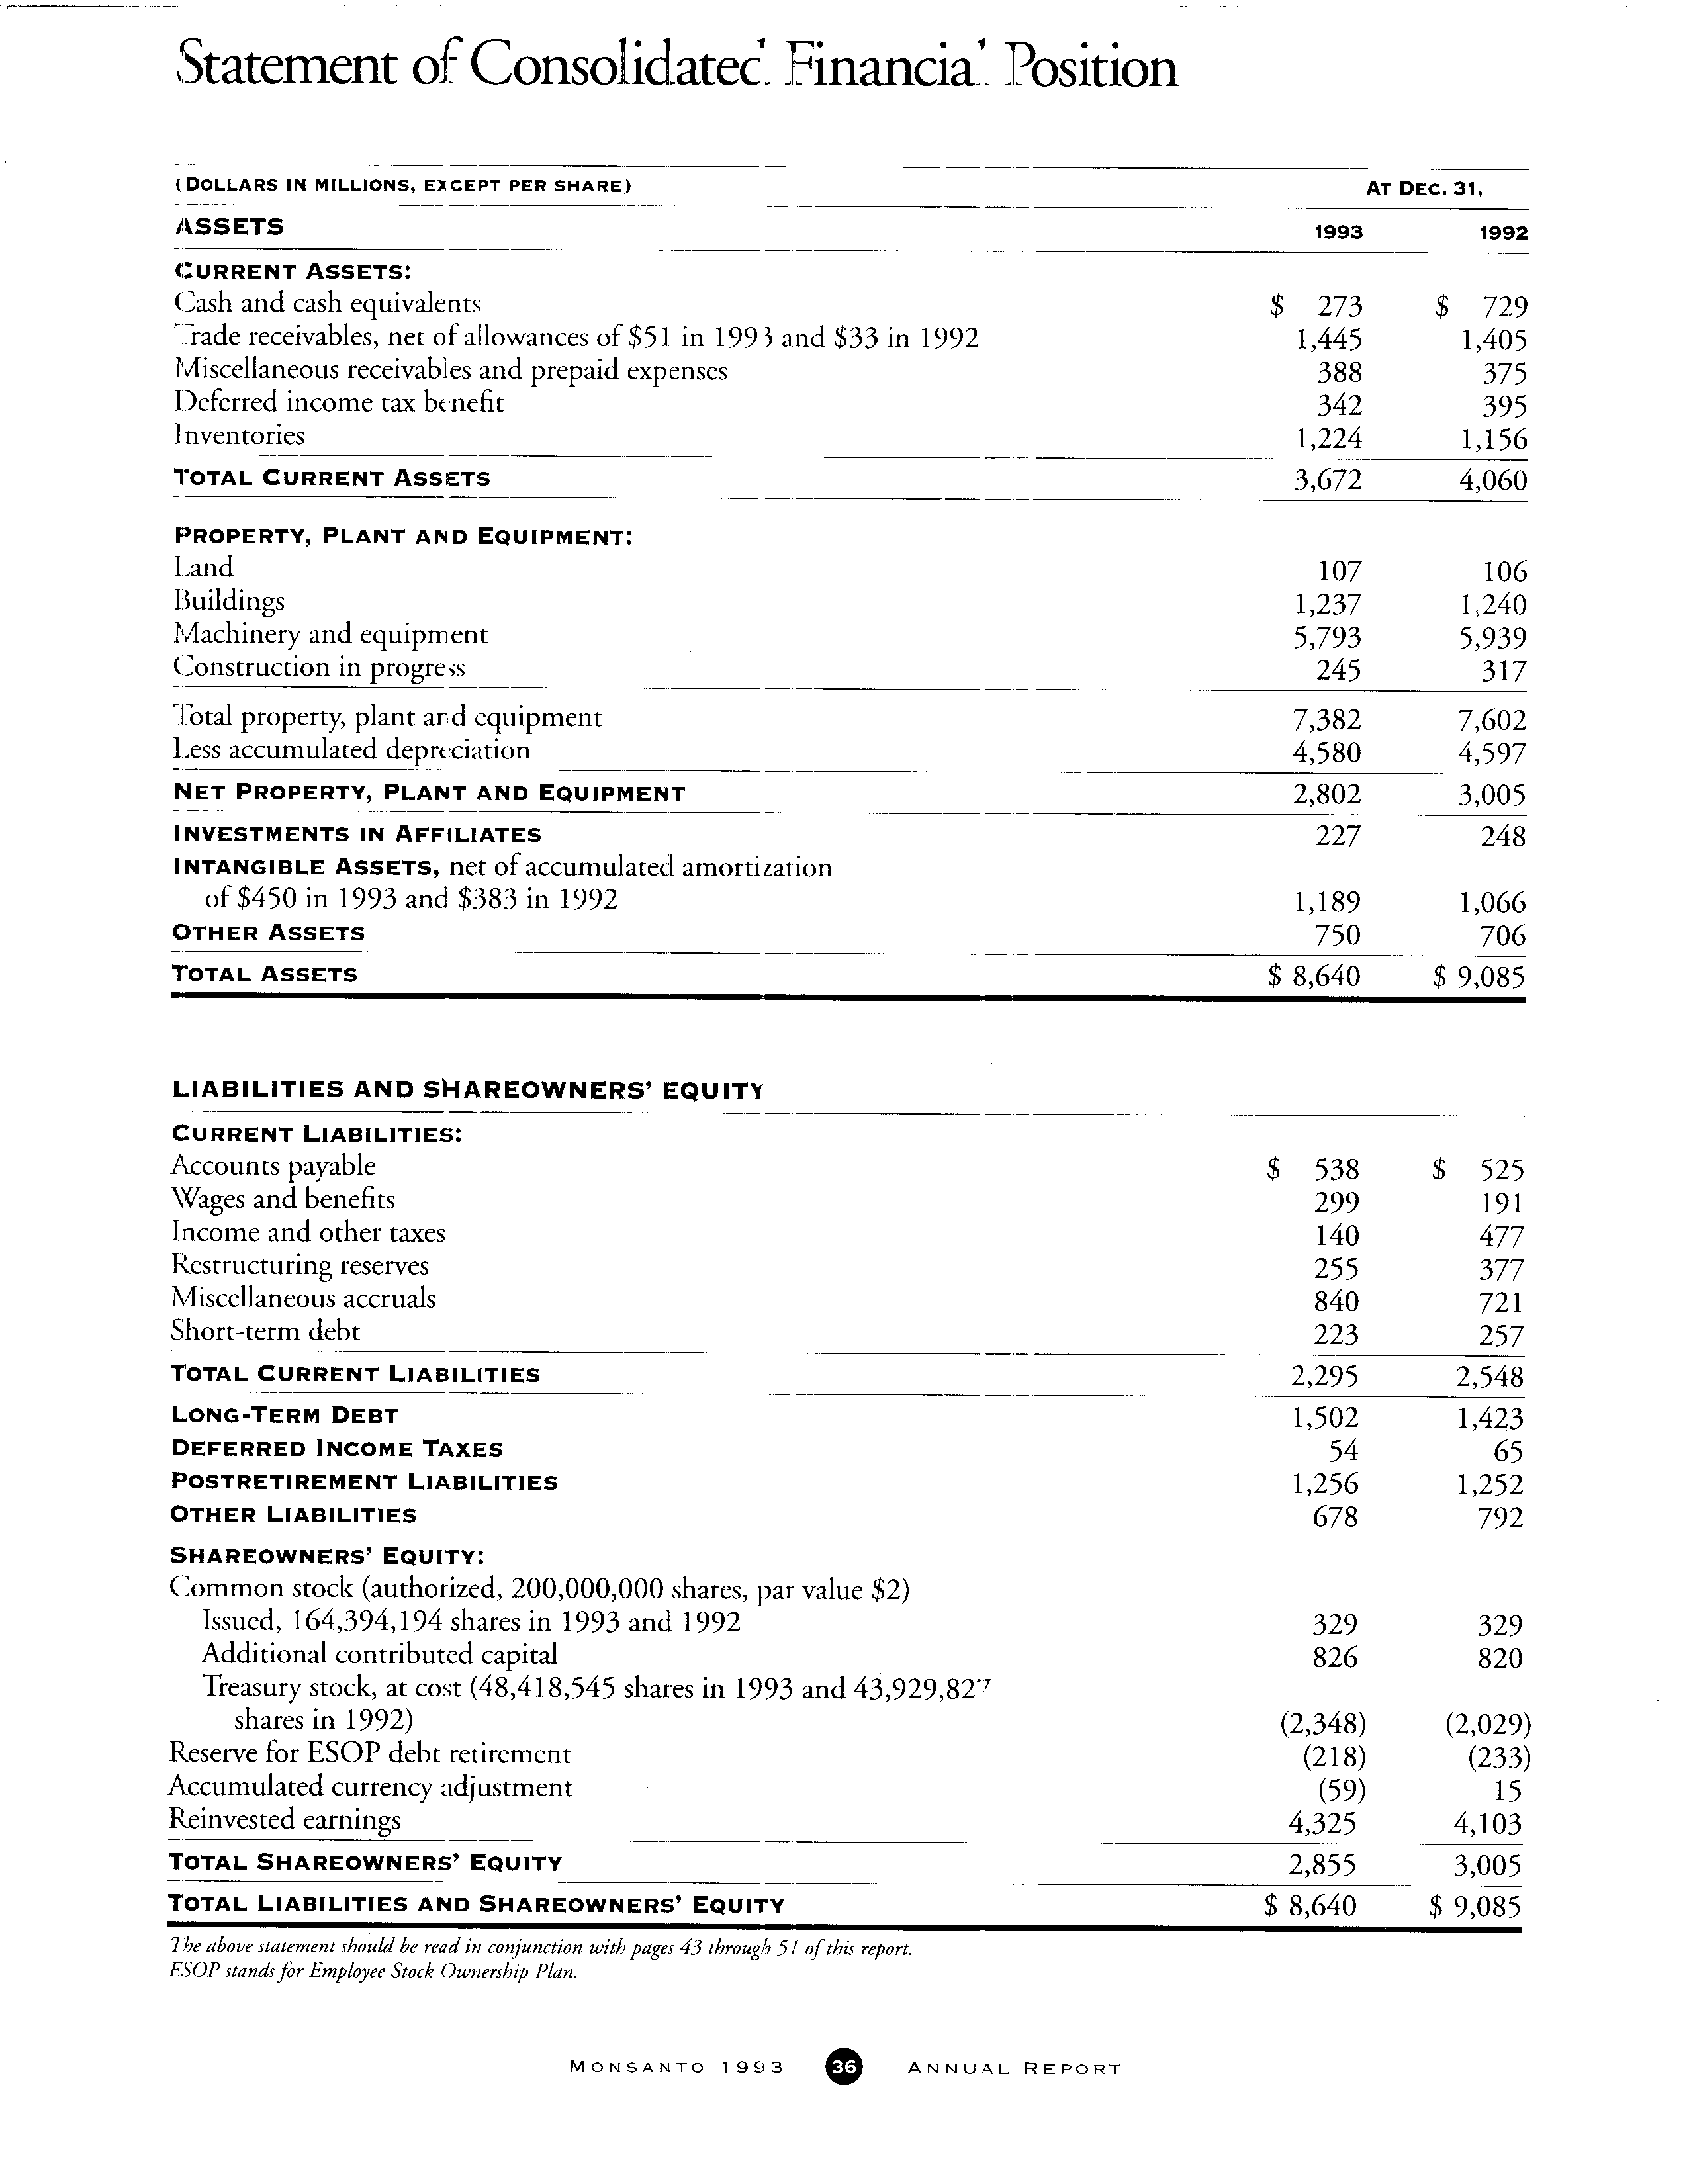 Statement of Consolidated Financial Position
(DOLLARS IN MILLIONS, EXCEPT PER SHARE) AT DEC. 31,
ASSETS 1993 1992
CURRENT ASSETS:
Cash and cash equivalents $ 273 $ 729
Trade receivables, net of allowances of $51 in 1993 and $33 in 1992 1,445 1,405
Miscellaneous receivables and prepaid expenses 388 375
Deferred income tax benefit 342 395
Inventories 1,224 1,156
TOTAL CURRENT ASSETS 3,672 4,060
PROPERTY, PLANT AND EQUIPMENT:
Land 107 106
Buildings 1,237 1,240
Machinery and equipment 5,793 5,939
Construction in progress 245 317
Total property, plant and equipment 7,382 7,602
Less accumulated depreciation 4,580 4,597
NET PROPERTY, PLANT AND EQUIPMENT 2,802 3,005
INVESTMENTS IN AFFILIATES 227 248
INTANGIBLE ASSETS, net of accumulated amortization
of $450 in 1993 and $383 in 1992 1,189 1,066
OTHER ASSETS 750 706
TOTAL ASSETS $ 8,640 $ 9,085
LIABILITIES AND SHAREOWNERS' EQUITY
CURRENT LIABILITIES:
Accounts payable $ 538 $ 525
Wages and benefits 299 191
Income and other taxes 140 477
Restructuring reserves 255 377
Miscellaneous accruals 840 721
Short-term debt 223 257
TOTAL CURRENT LIABILITIES 2,295 2,548
LONG-TERM DEBT 1,502 1,423
DEFERRED INCOME TAXES 54 65
POSTRETIREMENT LIABILITIES 1,256 1,252
OTHER LIABILITIES 678 792
SHAREOWNERS' EQUITY:
Common stock (authorized, 200,000,000 shares, par value $2)
Issued, 164,394,194 shares in 1993 and 1992 329 329
Additional contributed capital 826 820
Treasury stock, at cost (48,418,545 shares in 1993 and 43,929,827
shares in 1992) (2,348) (2,029)
Reserve for ESOP debt retirement (218) (233)
Accumulated currency adjustment (59) 15
Reinvested earnings 4,325 4,103
TOTAL SHAREOWNERS' EQUITY 2,855 3,005
TOTAL LIABILITIES AND SHAREOWNERS' EQUITY $ 8,640 $ 9,085
The above statement should be read in conjunction with pages 43 through 51 of this report.
ESOP stands for Employee Stock Ownership Plan.
MONSANTO 1993 36 ANNUAL REPORT